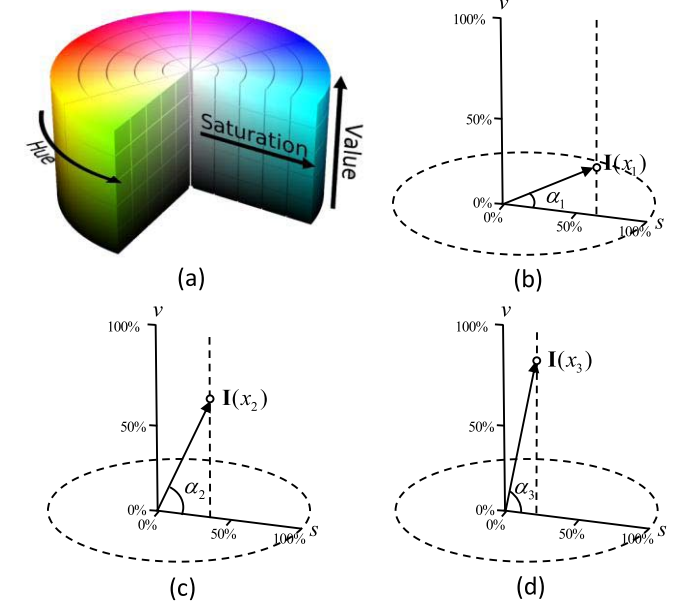 Hue
Saturation
Value
(a)
v
100%
50%
0%
0%
50%
100%
s
I(x₁)
α₁
(b)
v
100%
50%
0%
0%
50%
100%
s
I(x₂)
α₂
(c)
v
100%
50%
0%
0%
50%
100%
s
I(x₃)
α₃
(d)